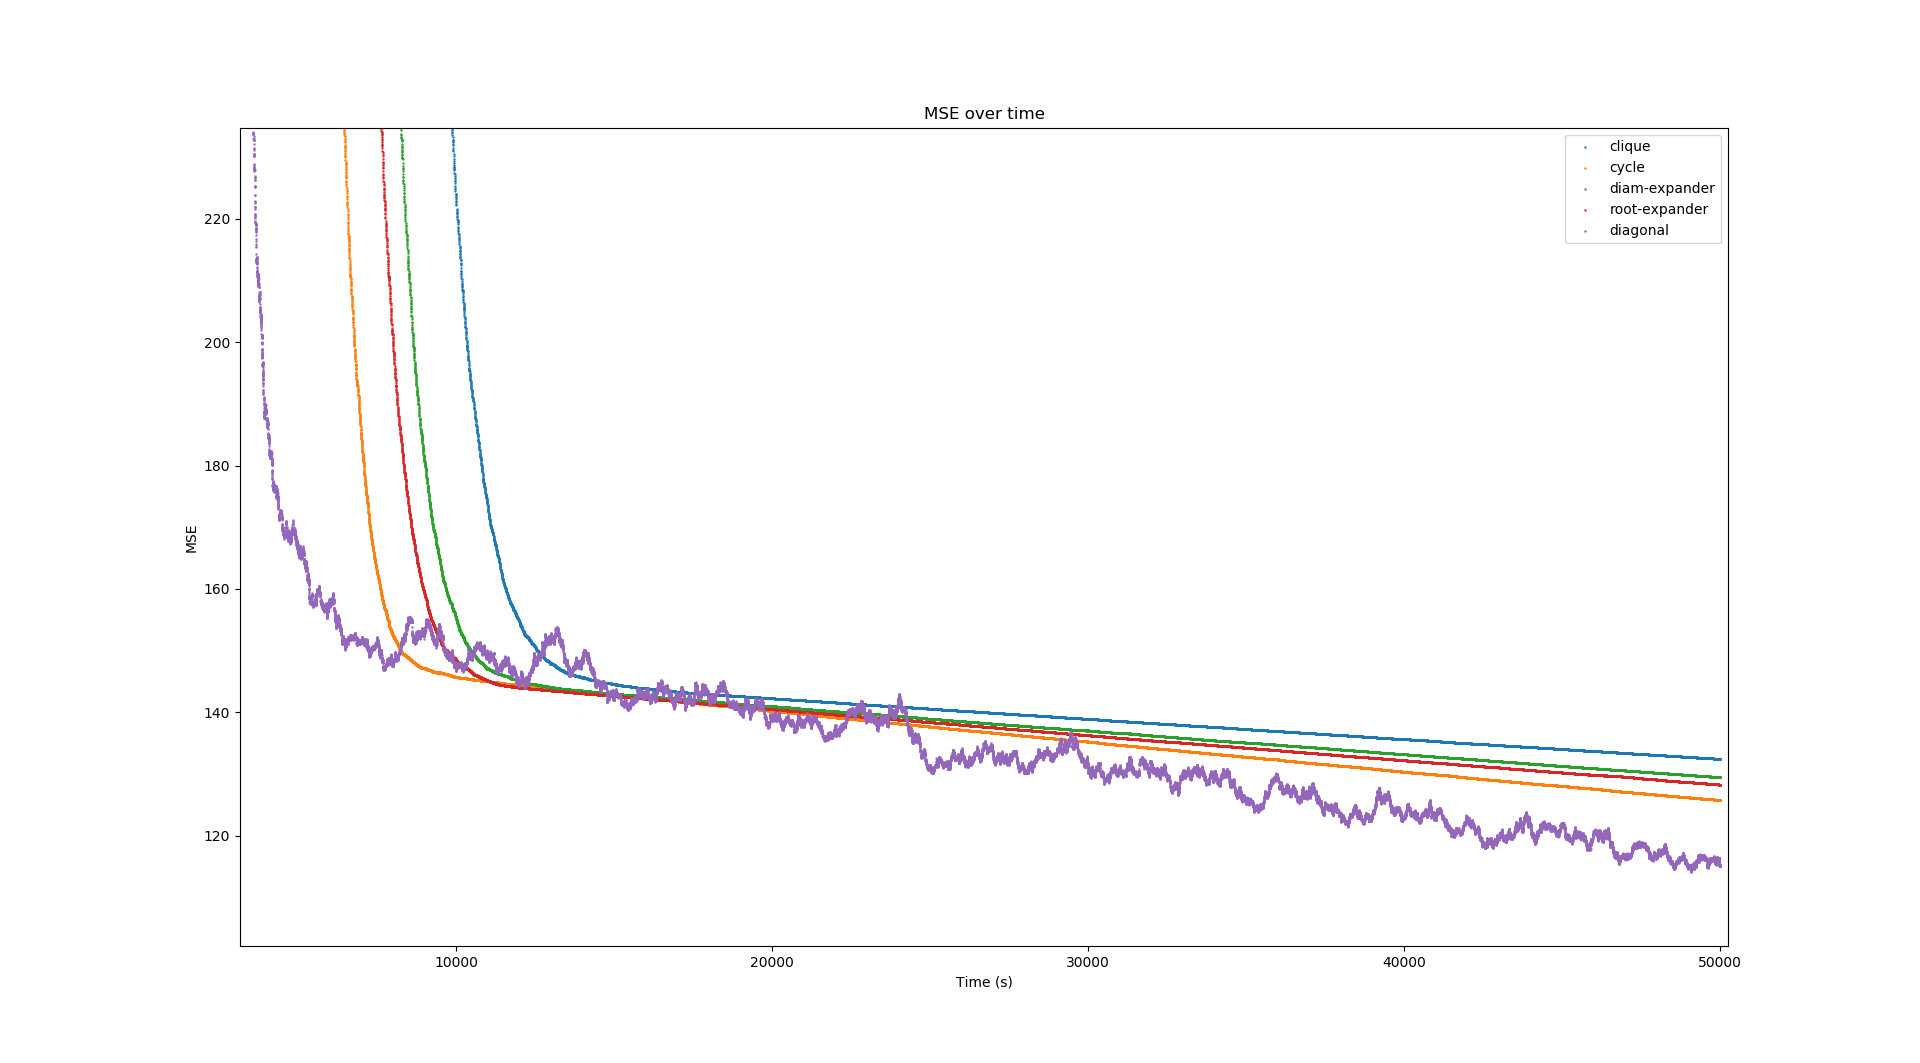 MSE over time
clique
cycle
diam-expander
root-expander
diagonal
220
200
180
160
140
120
MSE
10000
20000
30000
40000
50000
Time (s)